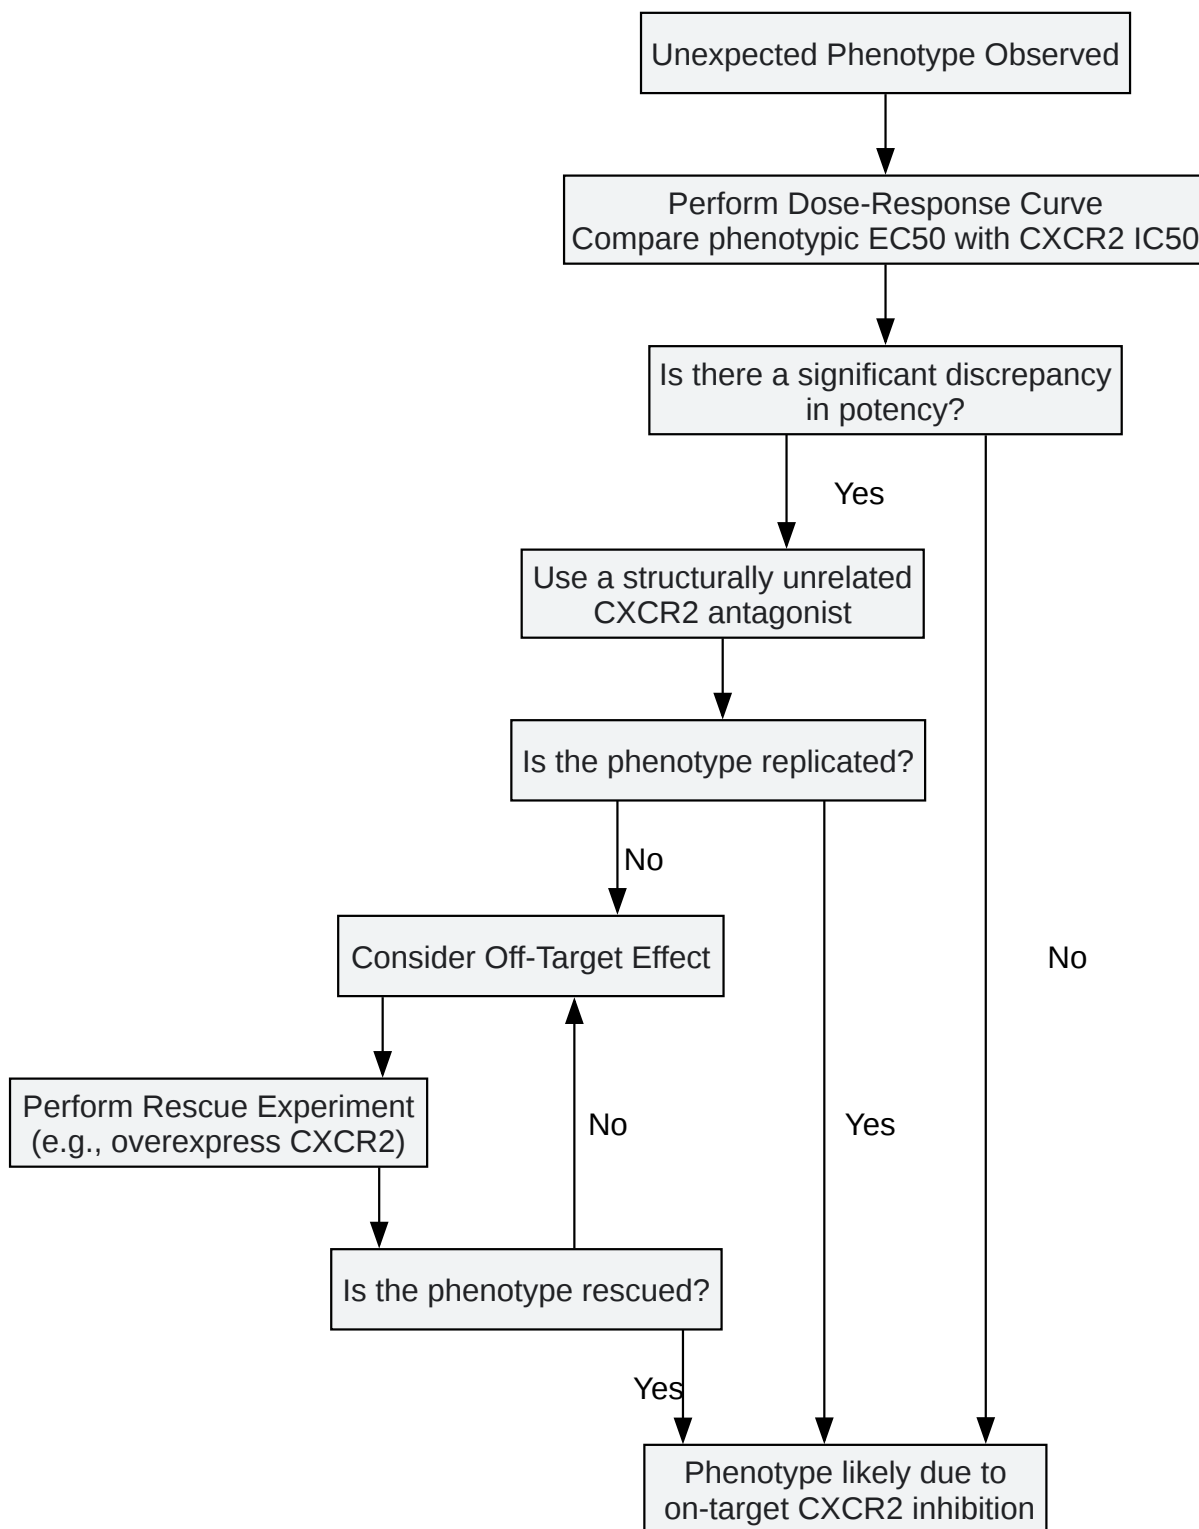 Unexpected Phenotype Observed
Perform Dose-Response Curve
Compare phenotypic EC50 with CXCR2 IC50
Is there a significant discrepancy
in potency?
Yes
Use a structurally unrelated
CXCR2 antagonist
Is the phenotype replicated?
No
Consider Off-Target Effect
No
Perform Rescue Experiment
(e.g., overexpress CXCR2)
No
Yes
Is the phenotype rescued?
Yes
Phenotype likely due to
on-target CXCR2 inhibition